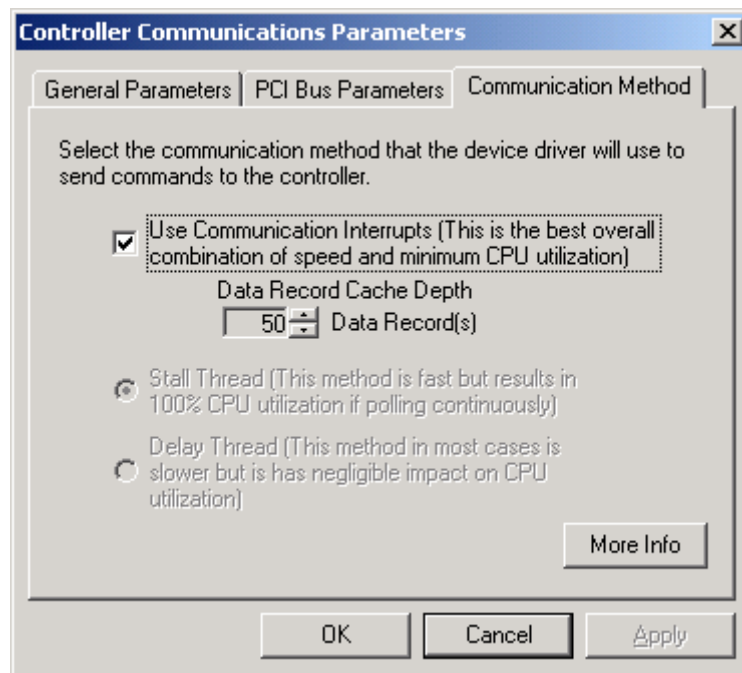 Controller Communications Parameters
General Parameters PCI Bus Parameters Communication Method
Select the communication method that the device driver will use to
send commands to the controller.
Use Communication Interrupts (This is the best overall
combination of speed and minimum CPU utilization)
Data Record Cache Depth
50 Data Record(s)
Stall Thread (This method is fast but results in
100% CPU utilization if polling continuously)
Delay Thread (This method in most cases is
slower but is has negligible impact on CPU
utilization)
More Info
OK Cancel Apply